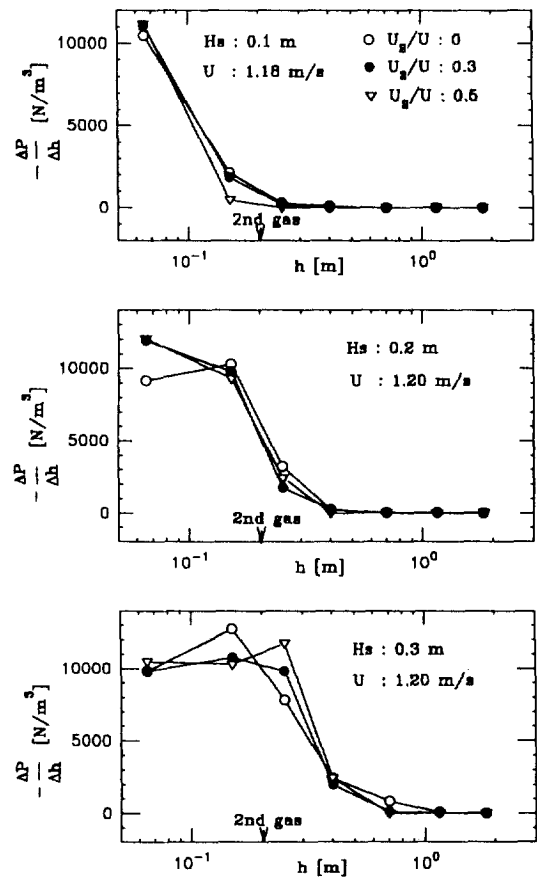 10000
5000
0
−ΔP/Δh [N/m³]
Hs : 0.1 m
U : 1.18 m/s
U₂/U : 0
U₂/U : 0.3
U₂/U : 0.5
2nd gas
10⁻¹
10⁰
h [m]
10000
5000
0
−ΔP/Δh [N/m³]
Hs : 0.2 m
U : 1.20 m/s
2nd gas
10⁻¹
10⁰
h [m]
10000
5000
0
−ΔP/Δh [N/m³]
Hs : 0.3 m
U : 1.20 m/s
2nd gas
10⁻¹
10⁰
h [m]